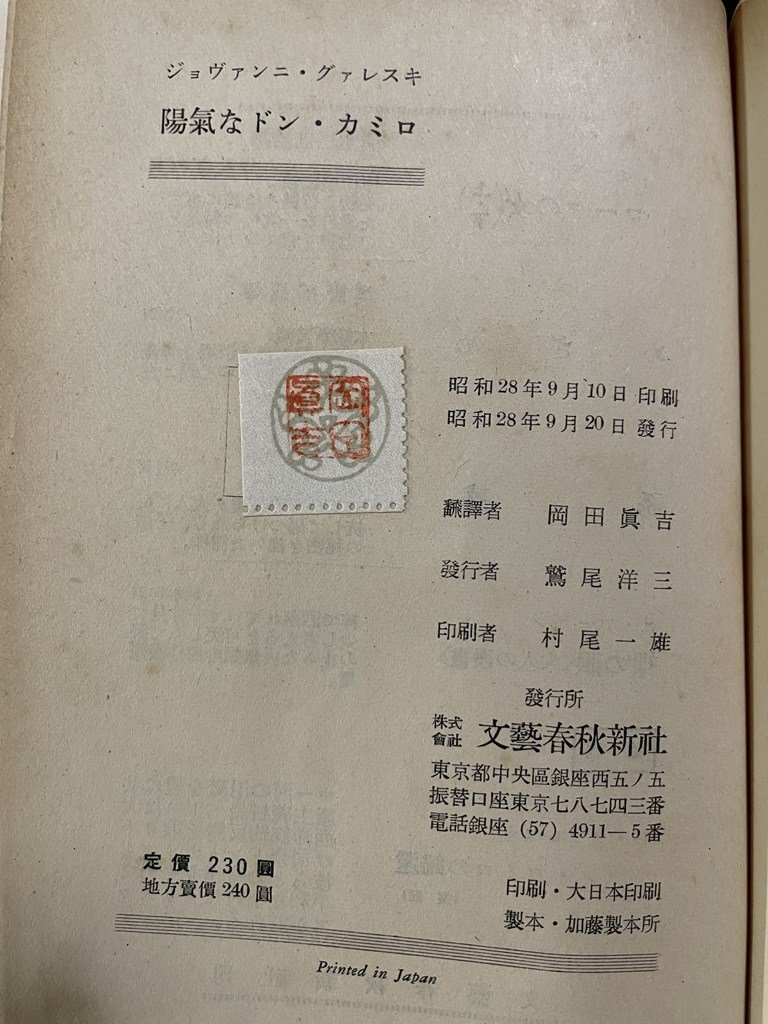 ジョヴァンニ・グァレスキ
陽氣なドン・カミロ
昭和28年9月10日 印刷
昭和28年9月20日 發行
飜譯者 岡田眞吉
發行者 鷲尾洋三
印刷者 村尾一雄
發行所
株式會社 文藝春秋新社
東京都中央區銀座西五ノ五
振替口座東京七八七四三番
電話銀座 (57) 4911—5番
定價 230圓
地方賣價 240圓
印刷・大日本印刷
製本・加藤製本所
Printed in Japan